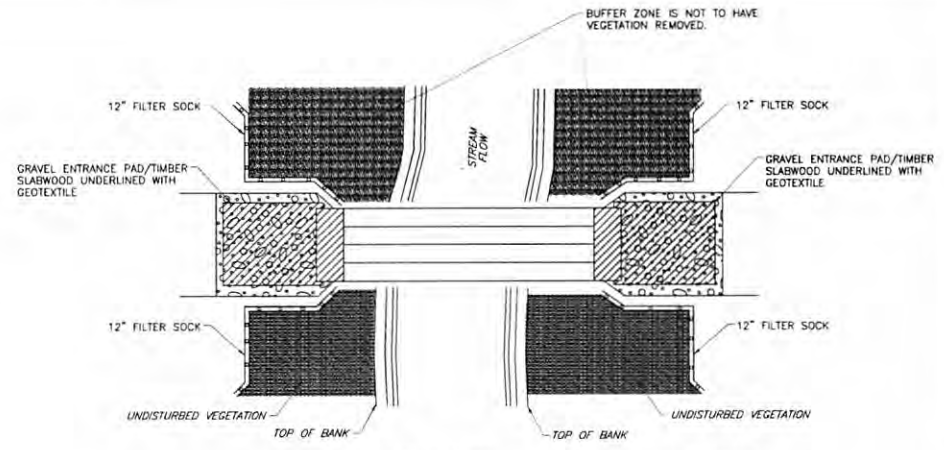 BUFFER ZONE IS NOT TO HAVE
VEGETATION REMOVED.
12" FILTER SOCK
12" FILTER SOCK
STREAM
FLOW
GRAVEL ENTRANCE PAD/TIMBER
SLABWOOD UNDERLINED WITH
GEOTEXTILE
GRAVEL ENTRANCE PAD/TIMBER
SLABWOOD UNDERLINED WITH
GEOTEXTILE
12" FILTER SOCK
12" FILTER SOCK
UNDISTURBED VEGETATION
UNDISTURBED VEGETATION
TOP OF BANK
TOP OF BANK